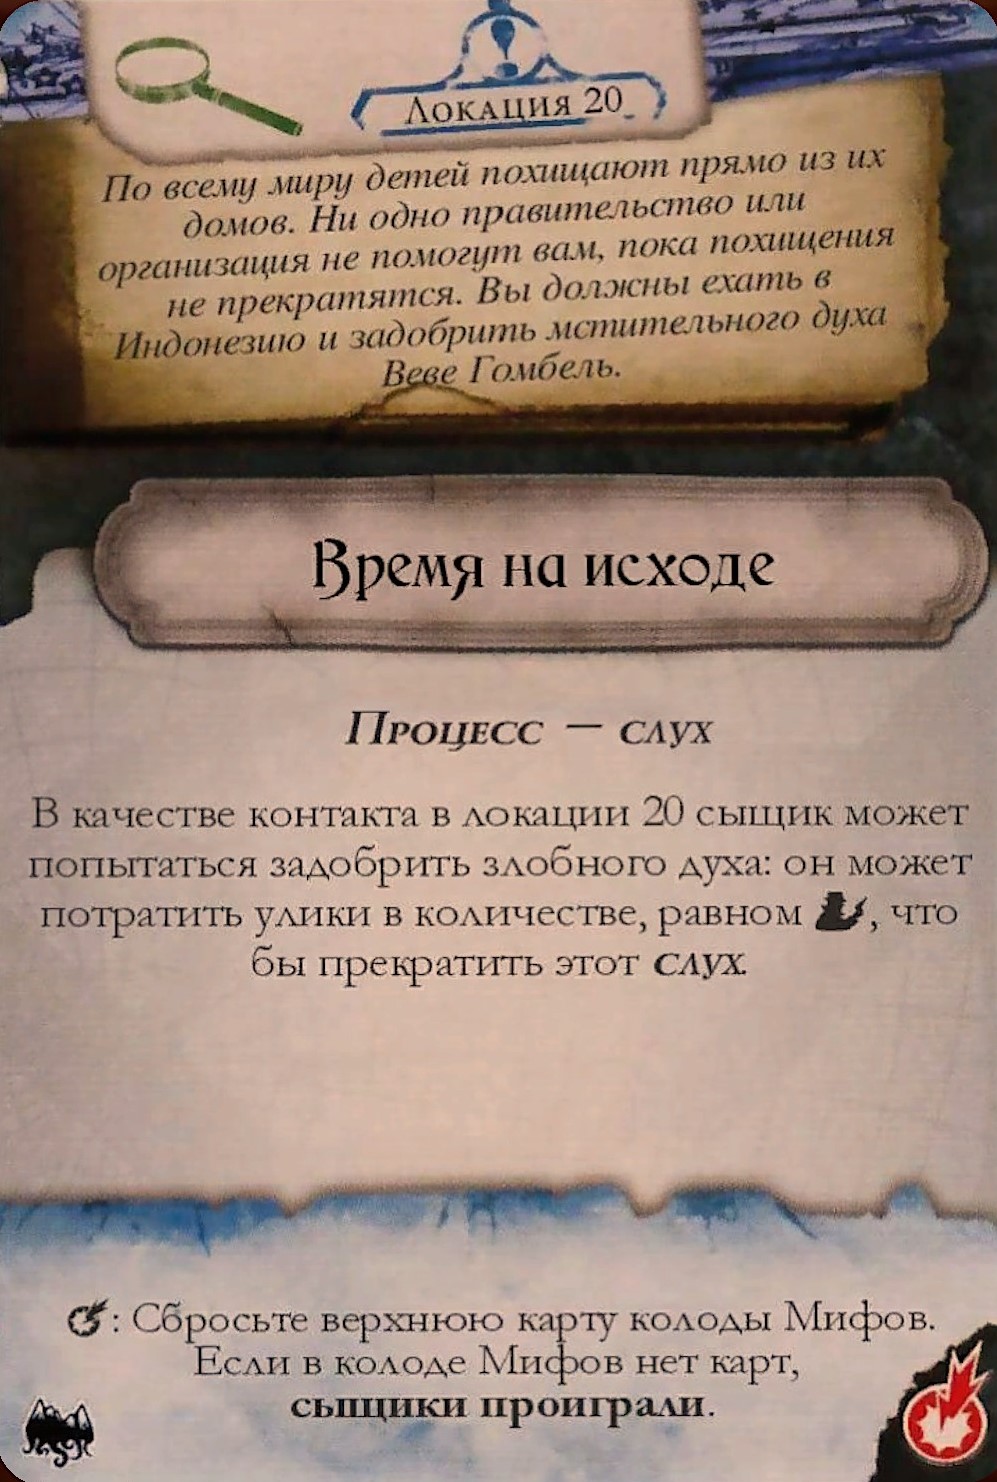 Локация 20
По всему миру детей похищают прямо из их
домов. Ни одно правительство или
организация не помогут вам, пока похищения
не прекратятся. Вы должны ехать в
Индонезию и задобрить мстительного духа
Веве Гомбель.
Время на исходе
Процесс — слух
В качестве контакта в локации 20 сыщик может
попытаться задобрить злобного духа: он может
потратить улики в количестве, равном , что
бы прекратить этот слух.
: Сбросьте верхнюю карту колоды Мифов.
Если в колоде Мифов нет карт,
сыщики проиграли.